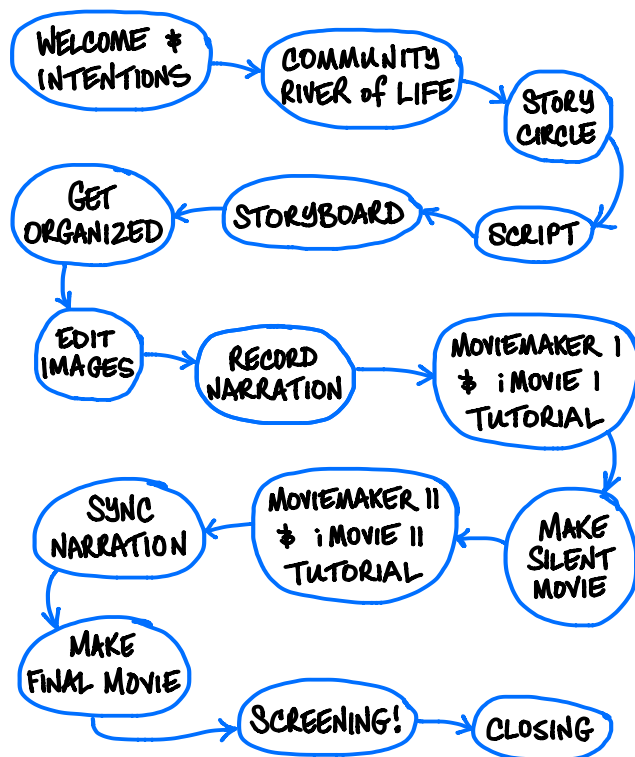 WELCOME &
INTENTIONS
COMMUNITY
RIVER of LIFE
STORY
CIRCLE
SCRIPT
STORYBOARD
GET
ORGANIZED
EDIT
IMAGES
RECORD
NARRATION
MOVIEMAKER I
& iMOVIE I
TUTORIAL
MAKE
SILENT
MOVIE
MOVIEMAKER II
& iMOVIE II
TUTORIAL
SYNC
NARRATION
MAKE
FINAL MOVIE
SCREENING!
CLOSING